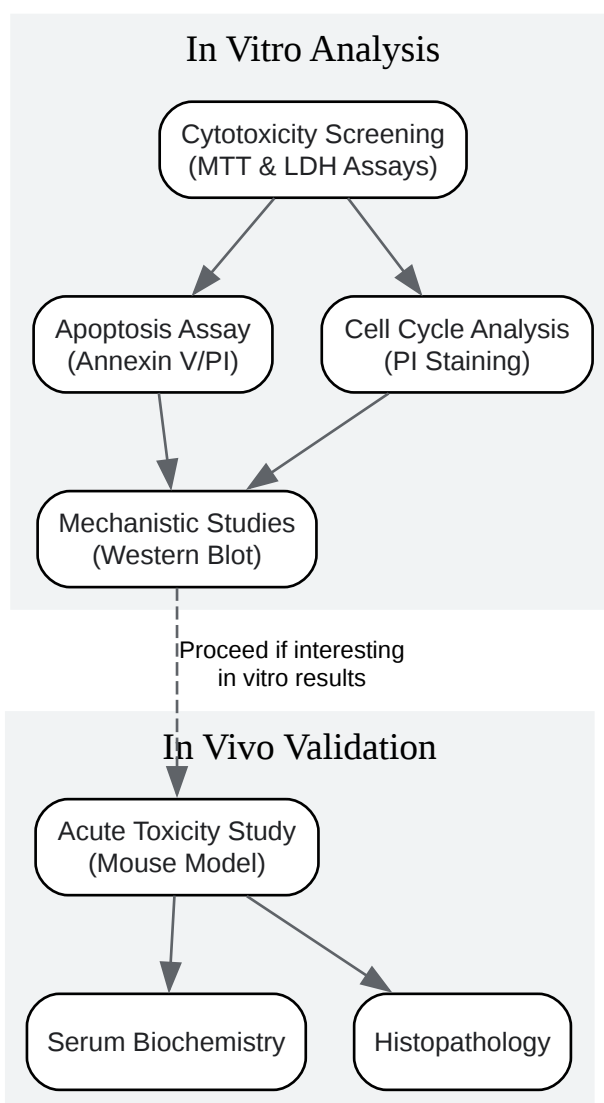 In Vitro Analysis
Cytotoxicity Screening
(MTT & LDH Assays)
Apoptosis Assay
(Annexin V/PI)
Cell Cycle Analysis
(PI Staining)
Mechanistic Studies
(Western Blot)
Proceed if interesting
in vitro results
In Vivo Validation
Acute Toxicity Study
(Mouse Model)
Serum Biochemistry
Histopathology